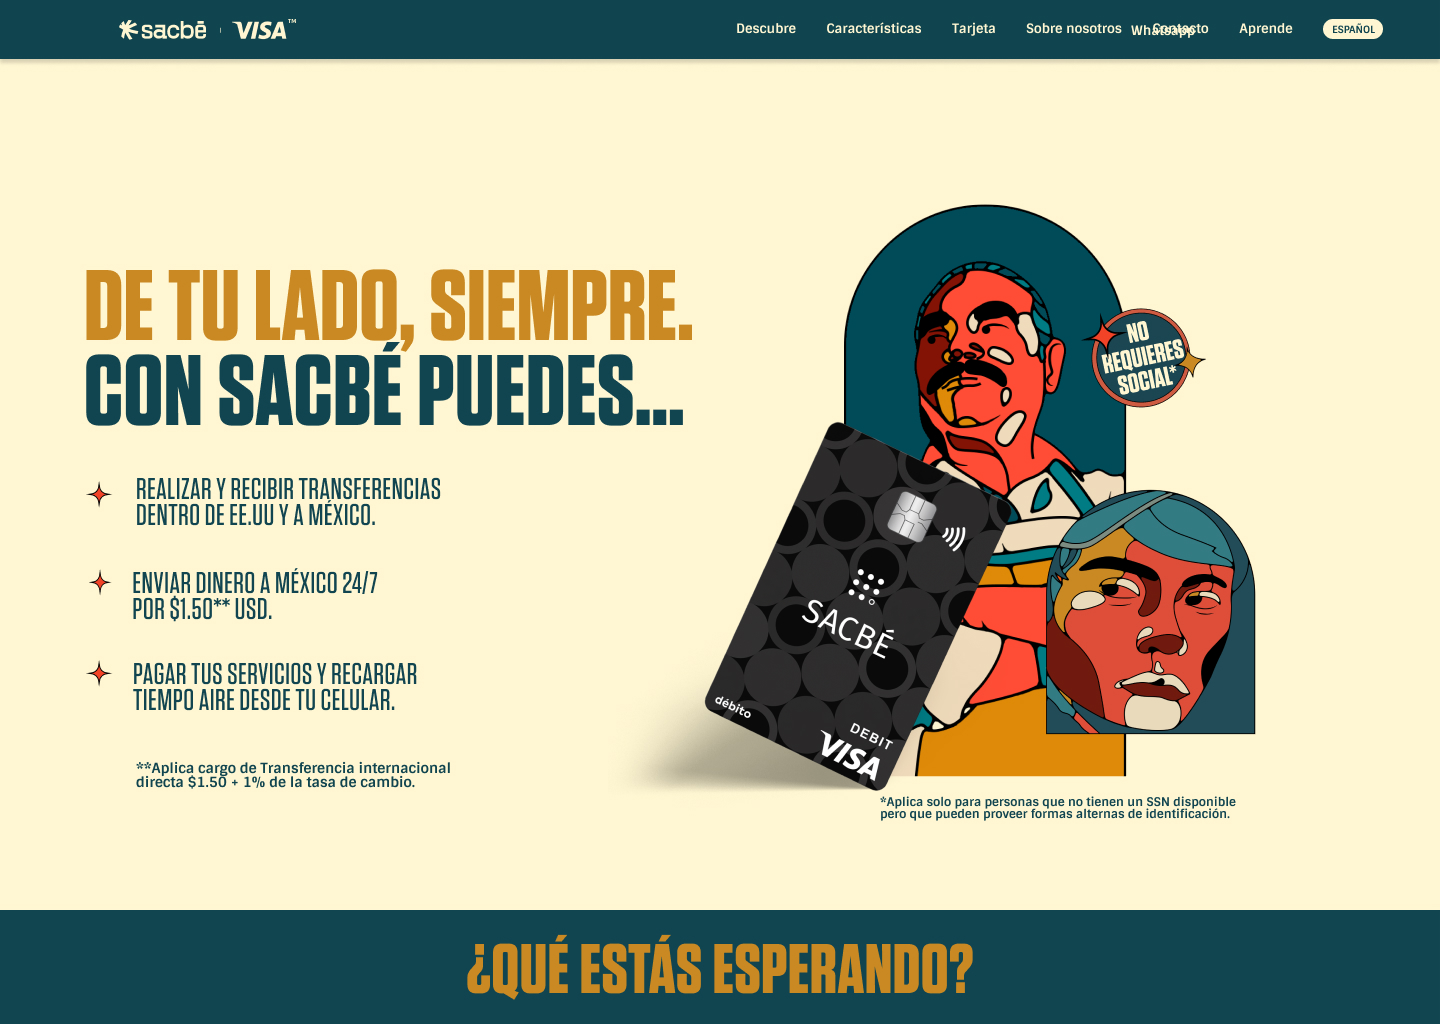 sacbē | VISA™
Descubre Características Tarjeta Sobre nosotros Whatsapp Contacto Aprende ESPAÑOL
DE TU LADO, SIEMPRE.
CON SACBÉ PUEDES...
REALIZAR Y RECIBIR TRANSFERENCIAS
DENTRO DE EE.UU Y A MÉXICO.
ENVIAR DINERO A MÉXICO 24/7
POR $1.50** USD.
PAGAR TUS SERVICIOS Y RECARGAR
TIEMPO AIRE DESDE TU CELULAR.
**Aplica cargo de Transferencia internacional
directa $1.50 + 1% de la tasa de cambio.
NO
REQUIERES
SOCIAL*
SACBÉ
débito
DEBIT
VISA
*Aplica solo para personas que no tienen un SSN disponible
pero que pueden proveer formas alternas de identificación.
¿QUÉ ESTÁS ESPERANDO?